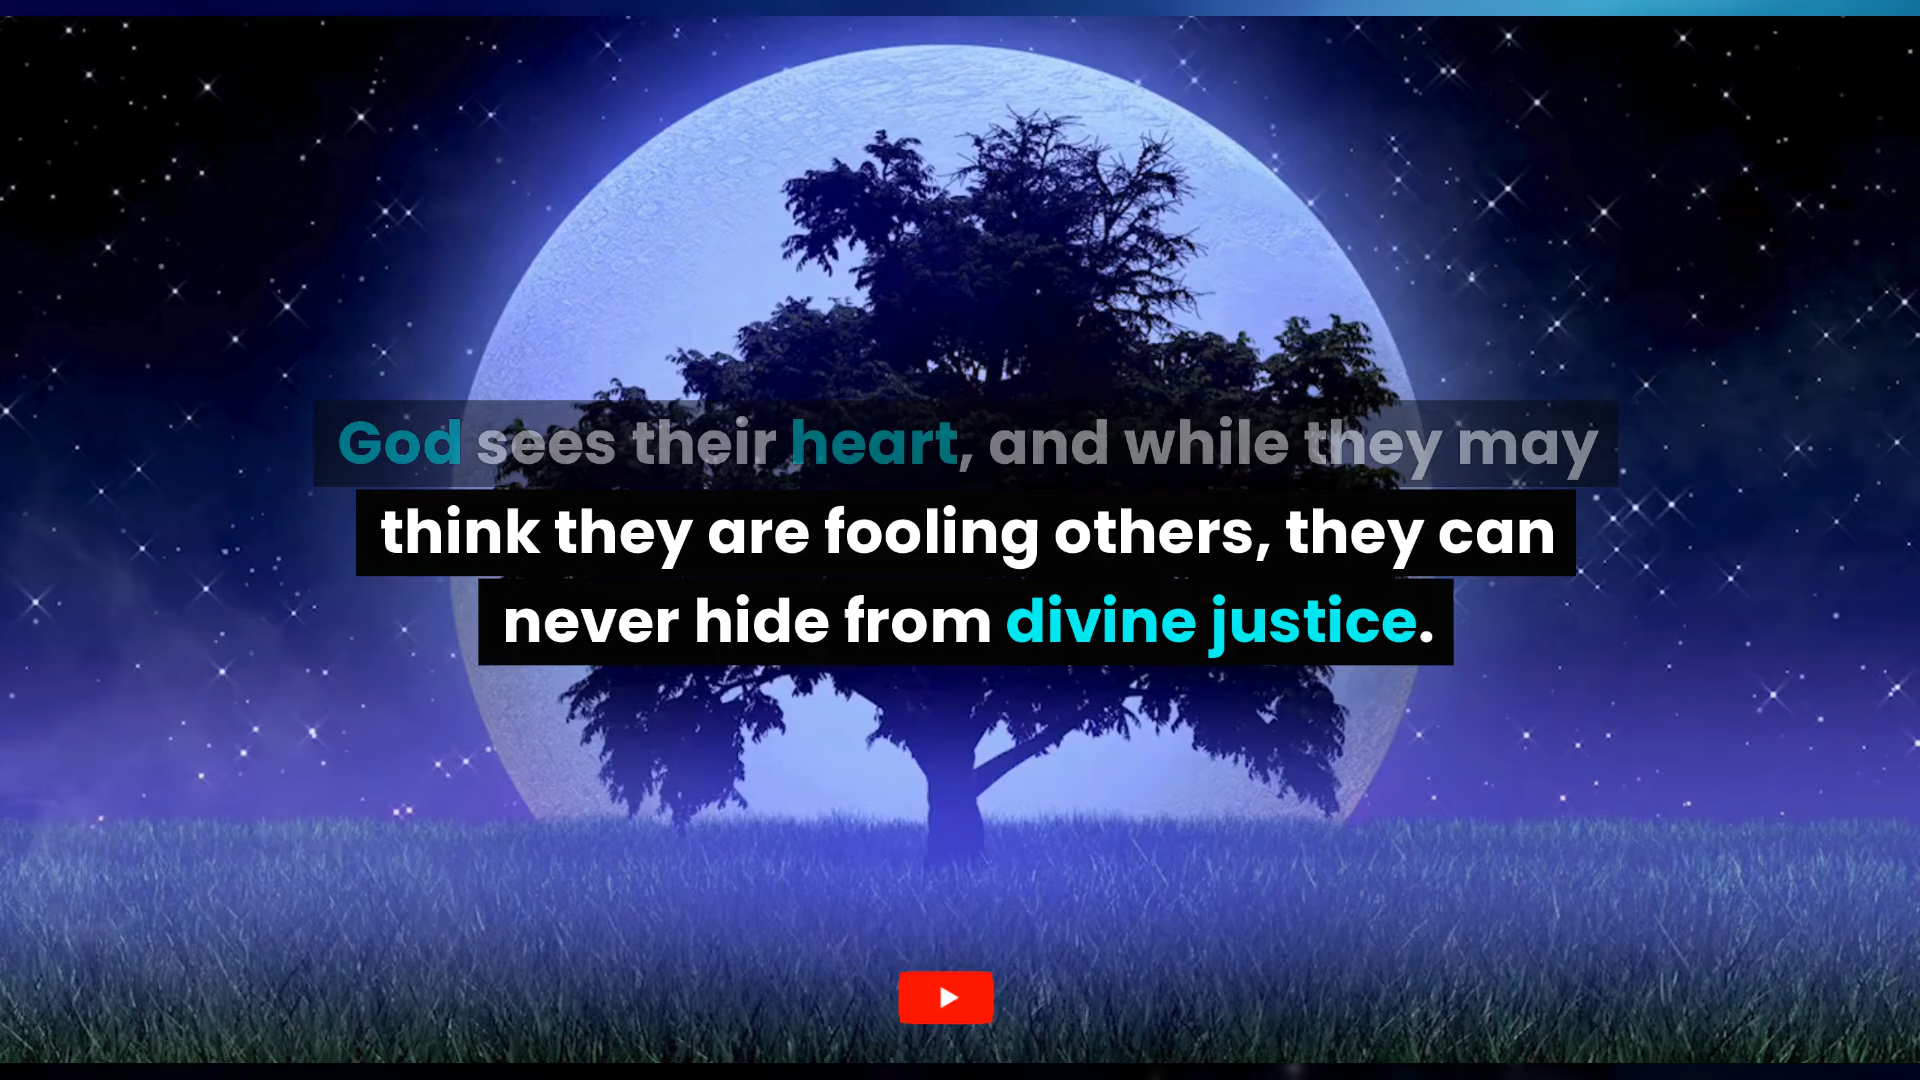 God sees their heart, and while they may
think they are fooling others, they can
never hide from divine justice.